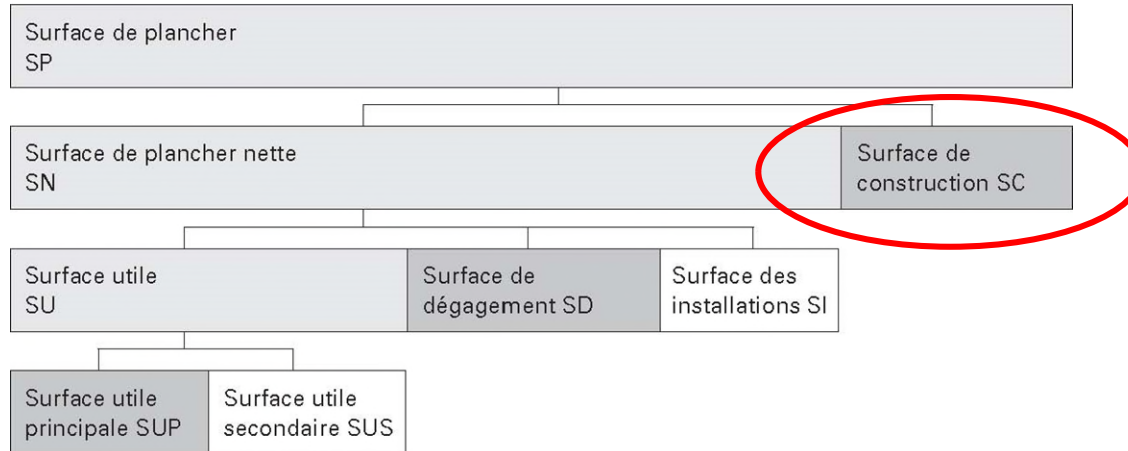 Surface de plancher
SP
Surface de plancher nette
SN
Surface de
construction SC
Surface utile
SU
Surface de
dégagement SD
Surface des
installations SI
Surface utile
principale SUP
Surface utile
secondaire SUS